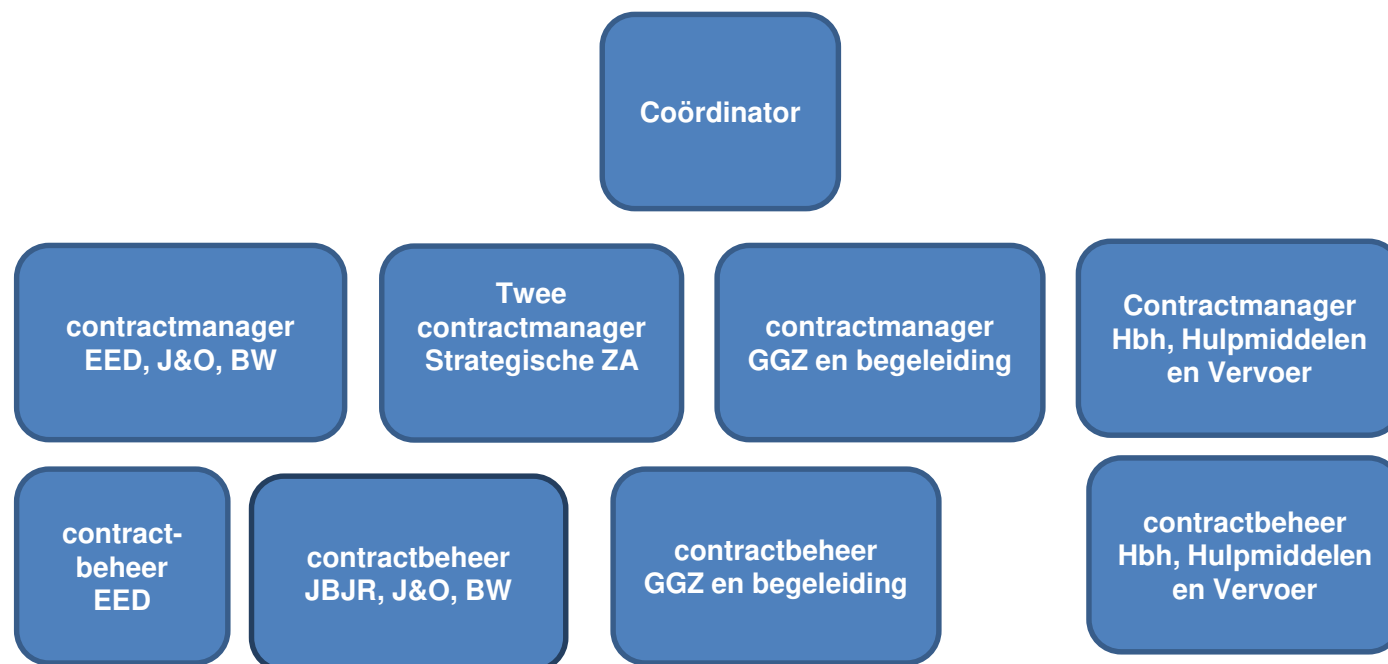 Coördinator
contractmanager
EED, J&O, BW
Twee
contractmanager
Strategische ZA
contractmanager
GGZ en begeleiding
Contractmanager
Hbh, Hulpmiddelen
en Vervoer
contract-
beheer
EED
contractbeheer
JBJR, J&O, BW
contractbeheer
GGZ en begeleiding
contractbeheer
Hbh, Hulpmiddelen
en Vervoer